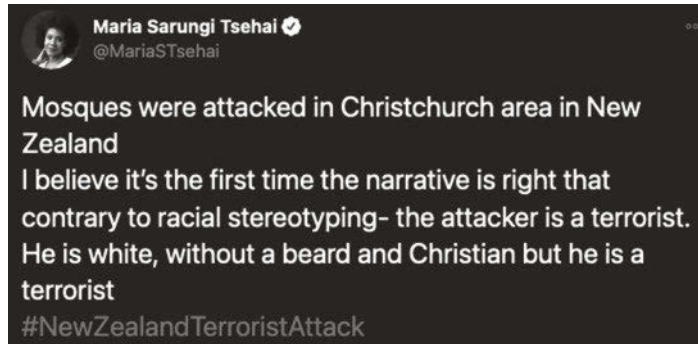 Maria Sarungi Tsehai
@MariaSTsehai
Mosques were attacked in Christchurch area in New
Zealand
I believe it's the first time the narrative is right that
contrary to racial stereotyping- the attacker is a terrorist.
He is white, without a beard and Christian but he is a
terrorist
#NewZealandTerroristAttack